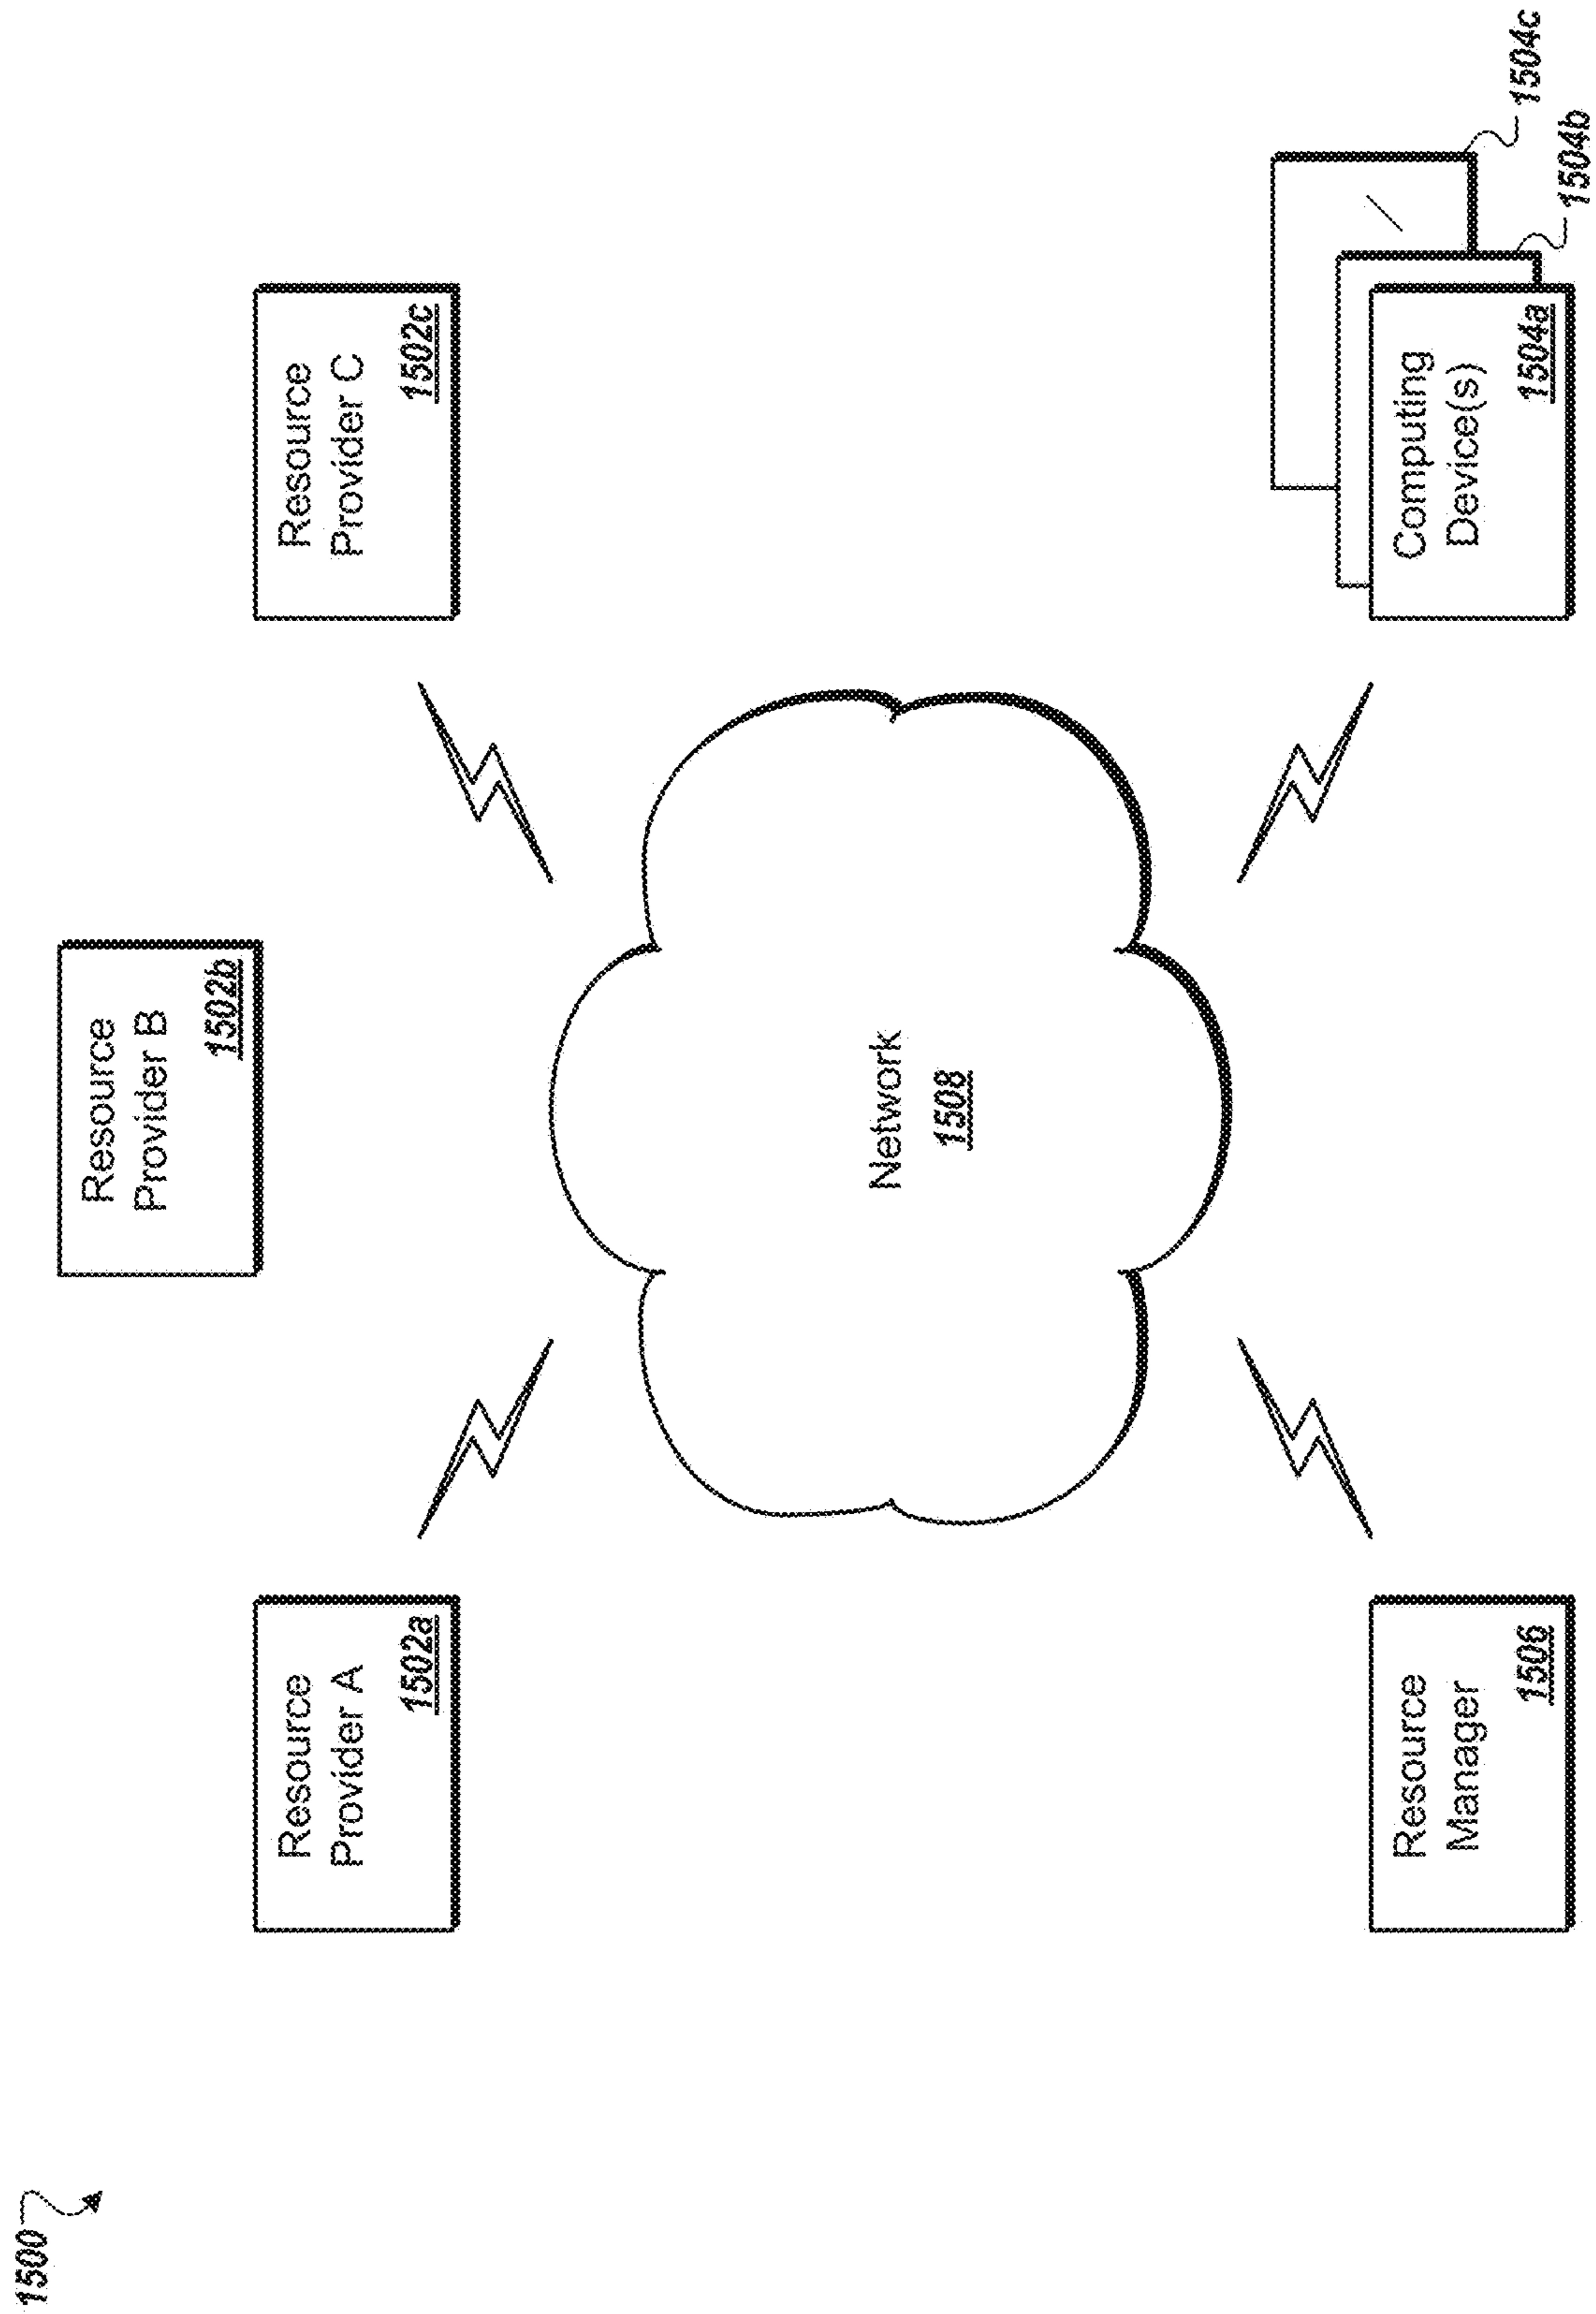 1500
Resource
Provider B
1502b
Resource
Provider A
1502a
Resource
Provider C
1502c
Network
1508
Resource
Manager
1506
Computing
Device(s)
1504a
1504b
1504c